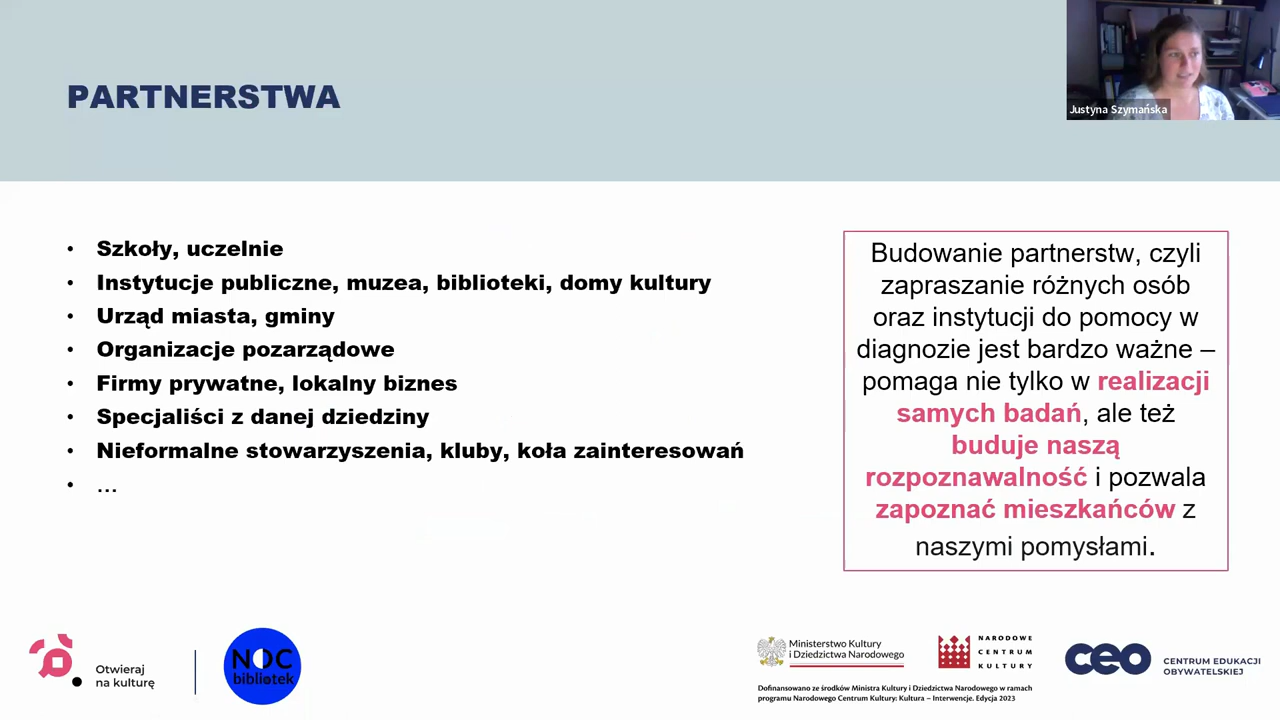 PARTNERSTWA
Justyna Szymańska
• Szkoły, uczelnie
• Instytucje publiczne, muzea, biblioteki, domy kultury
• Urząd miasta, gminy
• Organizacje pozarządowe
• Firmy prywatne, lokalny biznes
• Specjaliści z danej dziedziny
• Nieformalne stowarzyszenia, kluby, koła zainteresowań
• ...
Budowanie partnerstw, czyli
zapraszanie różnych osób
oraz instytucji do pomocy w
diagnozie jest bardzo ważne –
pomaga nie tylko w realizacji
samych badań, ale też
buduje naszą
rozpoznawalność i pozwala
zapoznać mieszkańców z
naszymi pomysłami.
Otwieraj
na kulturę
NOC
bibliotek
Ministerstwo Kultury
i Dziedzictwa Narodowego
NARODOWE
CENTRUM
KULTURY
Dofinansowano ze środków Ministra Kultury i Dziedzictwa Narodowego w ramach
programu Narodowego Centrum Kultury: Kultura – Interwencje. Edycja 2023
ceo
CENTRUM EDUKACJI
OBYWATELSKIEJ